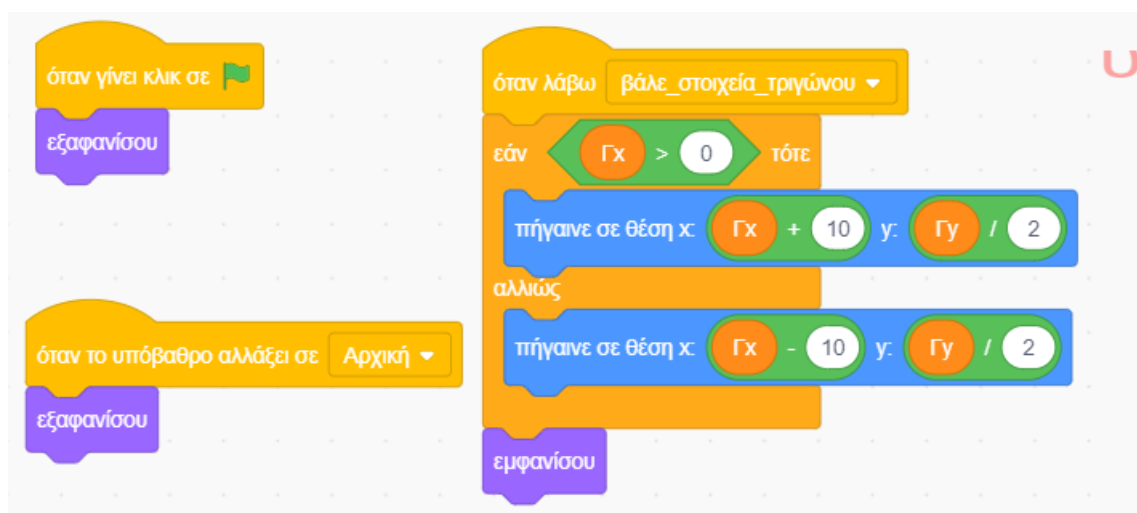 όταν γίνει κλικ σε
εξαφανίσου
όταν το υπόβαθρο αλλάξει σε Αρχική
εξαφανίσου
όταν λάβω βάλε_στοιχεία_τριγώνου
εάν Γx > 0 τότε
πήγαινε σε θέση x: Γx + 10 y: Γy / 2
αλλιώς
πήγαινε σε θέση x: Γx - 10 y: Γy / 2
εμφανίσου